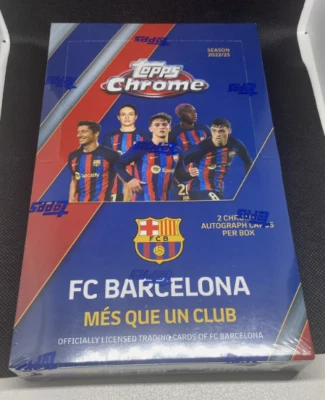 SEASON
2022/23
Topps
Chrome
Topps
FCB
2 CHROME
AUTOGRAPH CARDS
PER BOX
FC BARCELONA
MÉS QUE UN CLUB
OFFICIALLY LICENSED TRADING CARDS OF FC BARCELONA